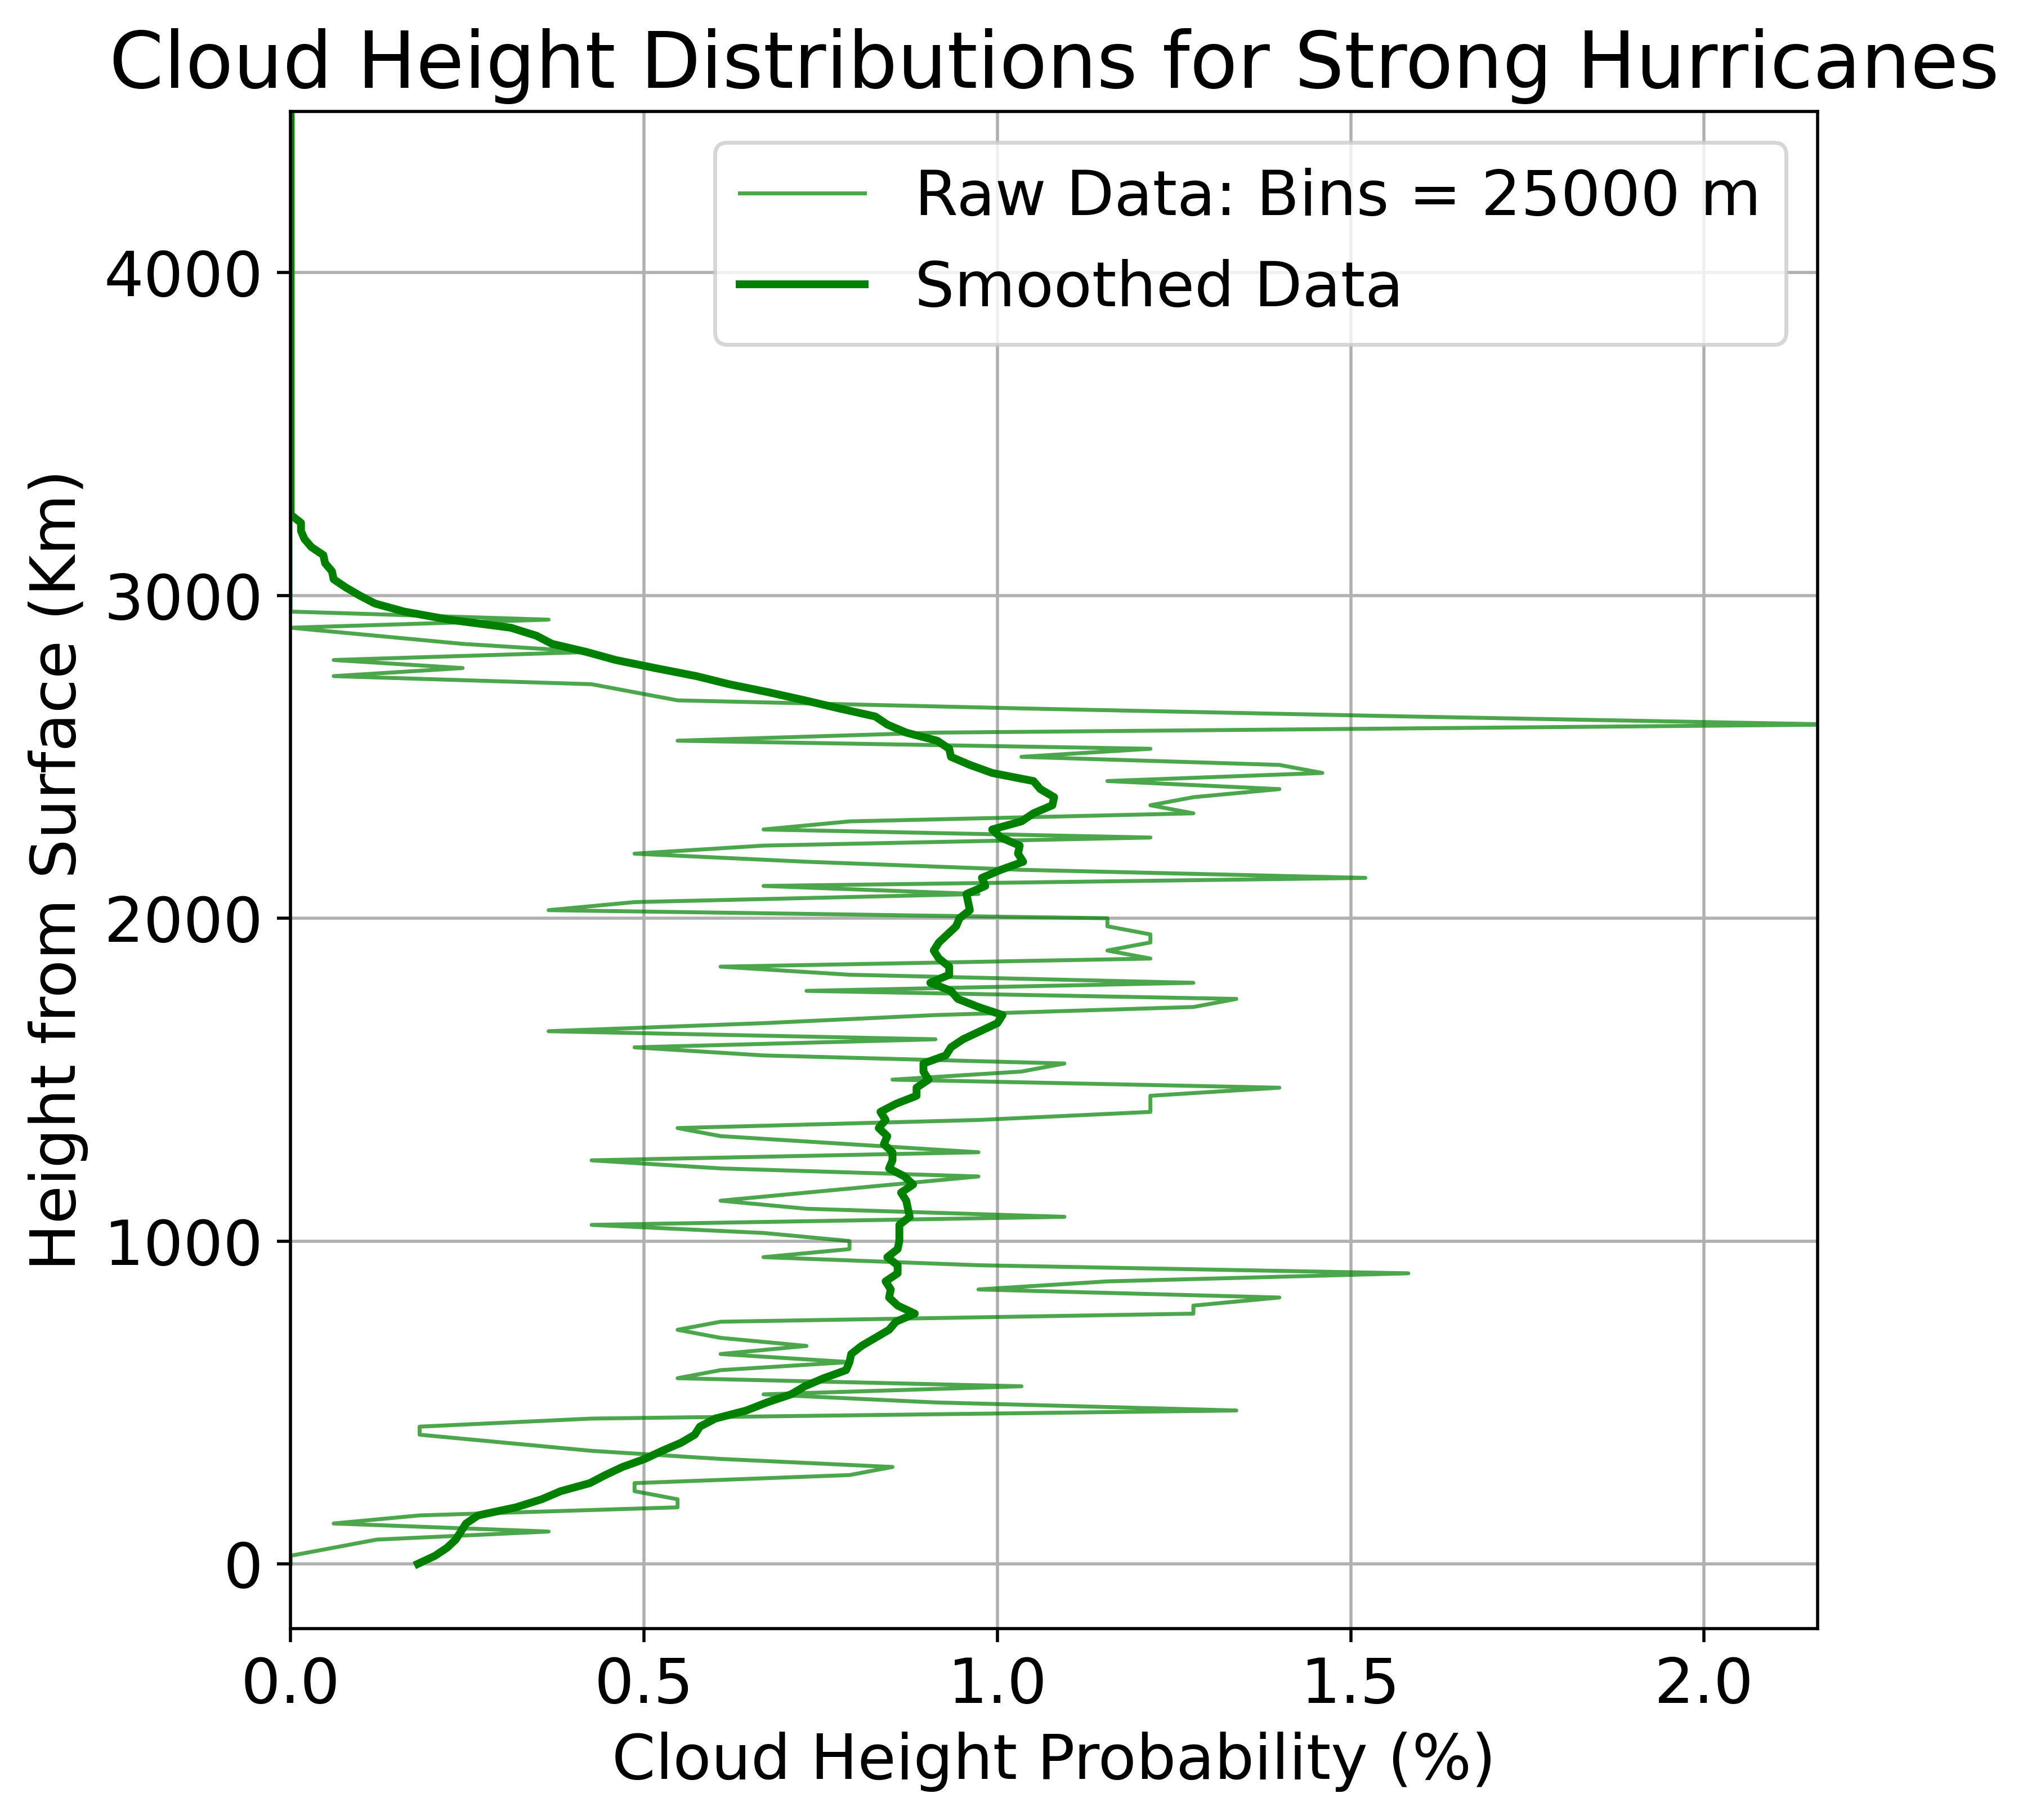 Cloud Height Distributions for Strong Hurricanes
Raw Data: Bins = 25000 m
Smoothed Data
Height from Surface (Km)
4000
3000
2000
1000
0
0.0 0.5 1.0 1.5 2.0
Cloud Height Probability (%)